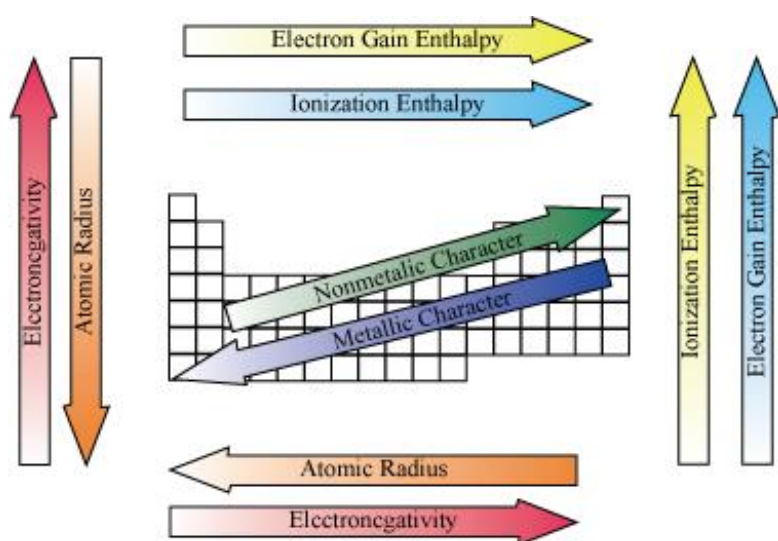 Electron Gain Enthalpy
Ionization Enthalpy
Electronegativity
Atomic Radius
Nonmetalic Character
Metallic Character
Ionization Enthalpy
Electron Gain Enthalpy
Atomic Radius
Electronegativity